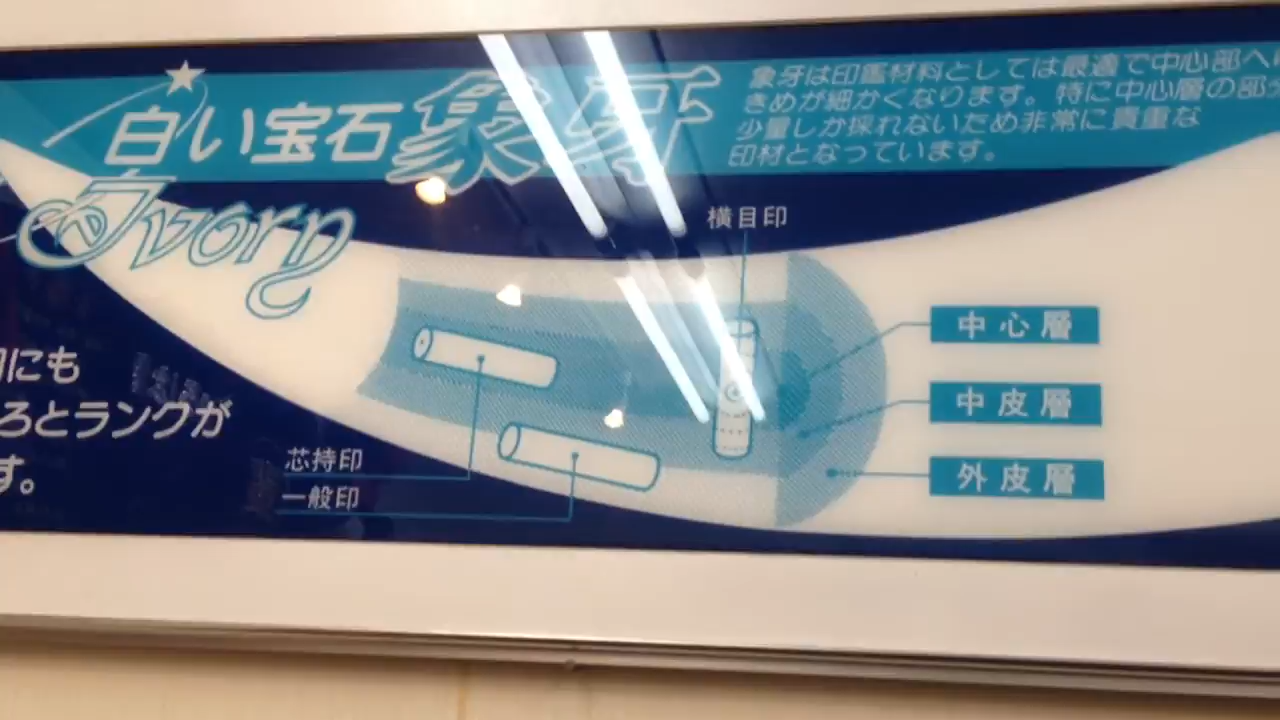 白い宝石象牙
Ivory
象牙は印鑑材料としては最適で中心部へ
きめが細かくなります。特に中心層の部
少量しか採れないため非常に貴重な
印材となっています。
横目印
中心層
中皮層
外皮層
芯持印
一般印
にも
ろとランクが
す。